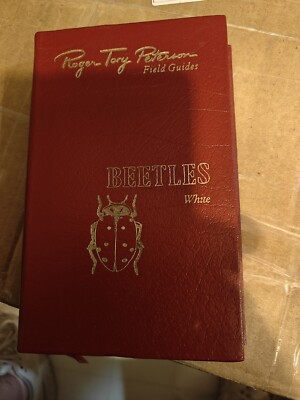 Roger Tory Peterson
Field Guides
BEETLES
White